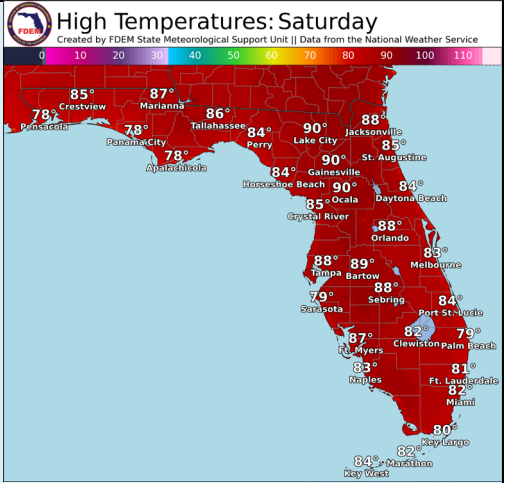 High Temperatures: Saturday
Created by FDEM State Meteorological Support Unit || Data from the National Weather Service
0 10 20 30 40 50 60 70 80 90 100 110
FDEM
85°
Crestview
87°
Marianna
78°
Pensacola
86°
Tallahassee
78°
Panama City
84°
Perry
90°
Lake City
88°
Jacksonville
78°
Apalachicola
85°
St. Augustine
90°
Gainesville
84°
Horseshoe Beach
90°
Ocala
84°
Daytona Beach
85°
Crystal River
88°
Orlando
83°
Melbourne
88°
Tampa
89°
Bartow
88°
Sebring
79°
Sarasota
84°
Port St. Lucie
82°
Clewiston
79°
Palm Beach
87°
Ft. Myers
83°
Naples
81°
Ft. Lauderdale
82°
Miami
80°
Key Largo
82°
Marathon
84°
Key West